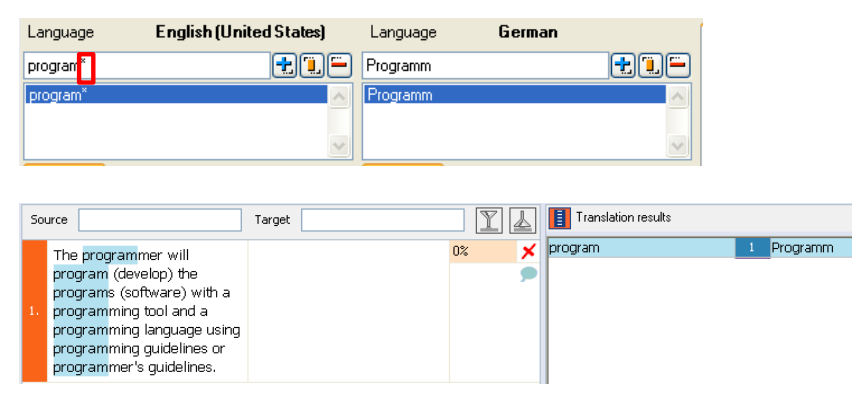 Language English (United States) Language German
program* Programm
program* Programm
Source Target Translation results
The programmer will 0% program 1 Programm
program (develop) the
programs (software) with a
1. programming tool and a
programming language using
programming guidelines or
programmer's guidelines.